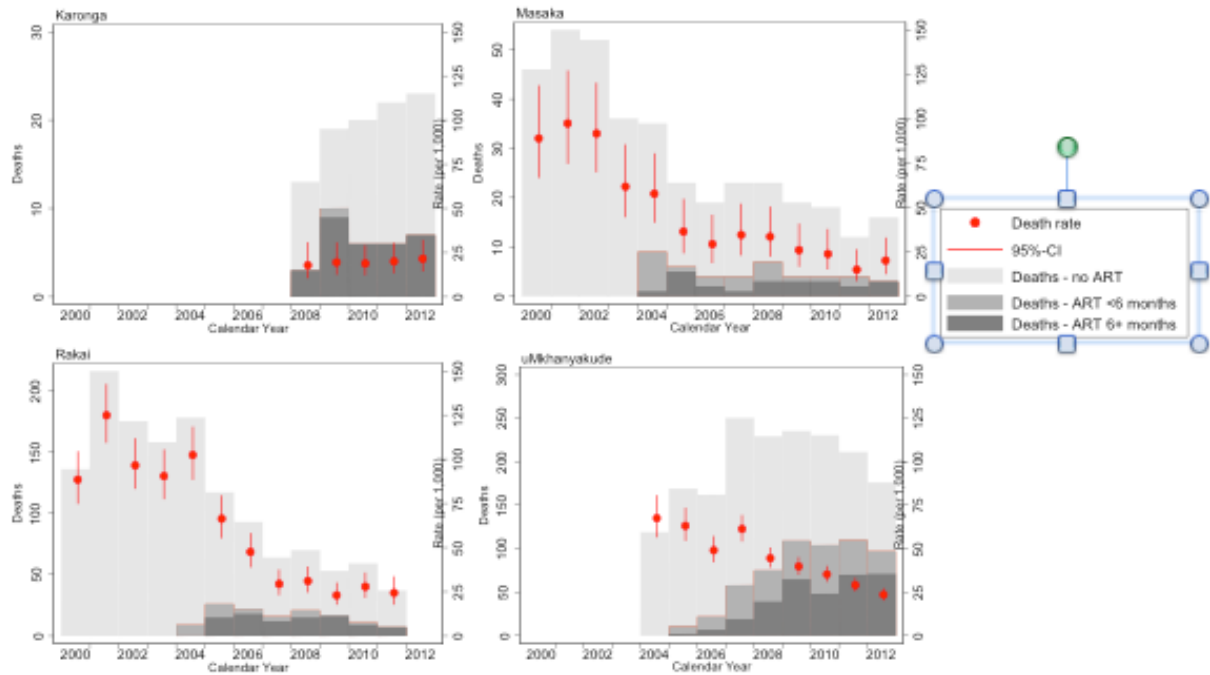 Karonga
30
20
10
0
Deaths
150
125
100
75
50
25
0
Rate (per 1,000)
2000 2002 2004 2006 2008 2010 2012
Calendar Year
Masaka
50
40
30
20
10
0
Deaths
150
125
100
75
50
25
0
Rate (per 1,000)
2000 2002 2004 2006 2008 2010 2012
Calendar Year
Death rate
95%-CI
Deaths - no ART
Deaths - ART <6 months
Deaths - ART 6+ months
Rakai
200
150
100
50
0
Deaths
150
125
100
75
50
25
0
Rate (per 1,000)
2000 2002 2004 2006 2008 2010 2012
Calendar Year
uMkhanyakude
300
250
200
150
100
50
0
Deaths
150
125
100
75
50
25
0
Rate (per 1,000)
2000 2002 2004 2006 2008 2010 2012
Calendar Year